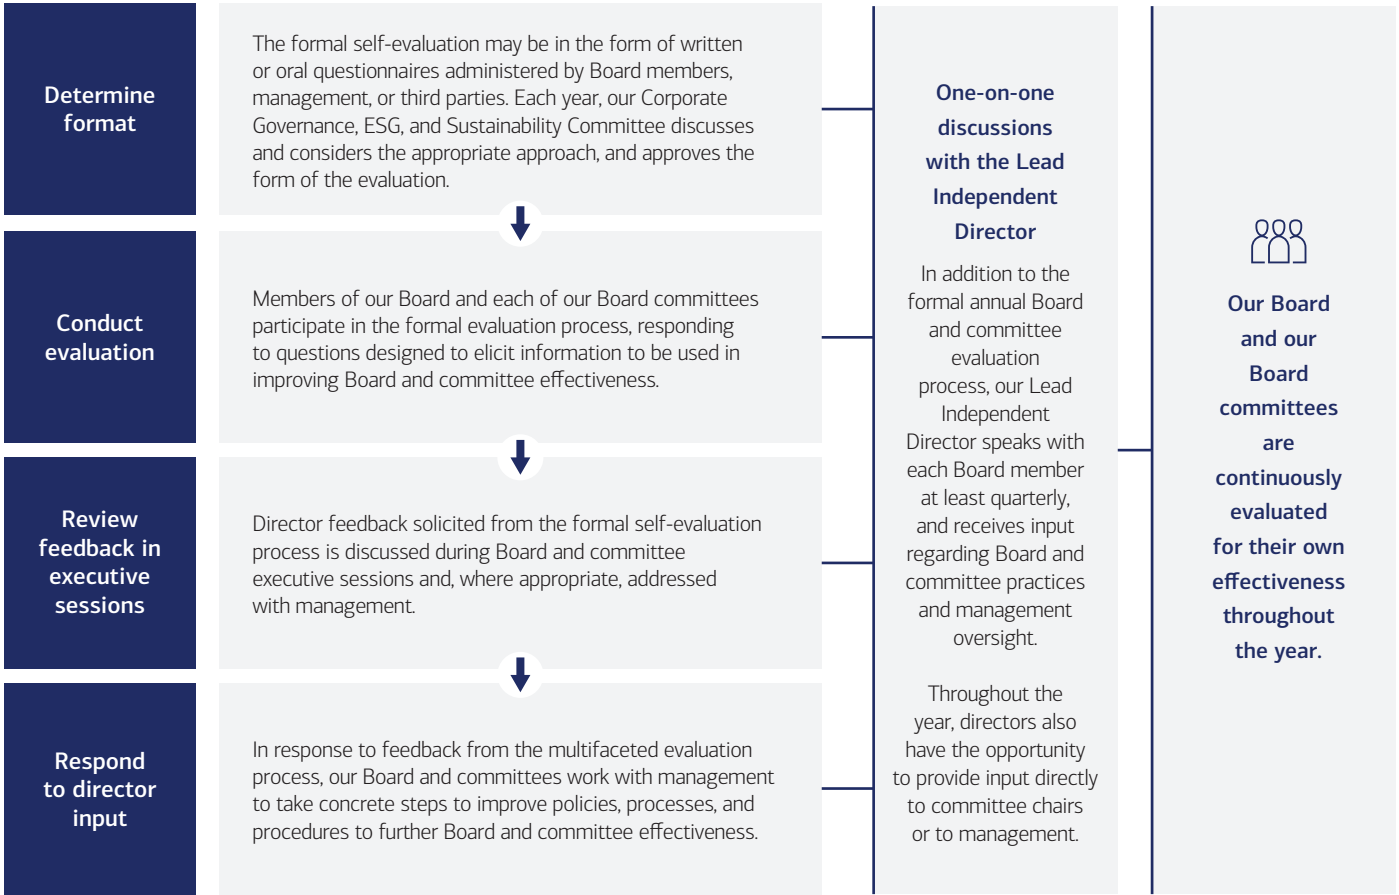 Determine
format
The formal self-evaluation may be in the form of written
or oral questionnaires administered by Board members,
management, or third parties. Each year, our Corporate
Governance, ESG, and Sustainability Committee discusses
and considers the appropriate approach, and approves the
form of the evaluation.
Conduct
evaluation
Members of our Board and each of our Board committees
participate in the formal evaluation process, responding
to questions designed to elicit information to be used in
improving Board and committee effectiveness.
Review
feedback in
executive
sessions
Director feedback solicited from the formal self-evaluation
process is discussed during Board and committee
executive sessions and, where appropriate, addressed
with management.
Respond
to director
input
In response to feedback from the multifaceted evaluation
process, our Board and committees work with management
to take concrete steps to improve policies, processes, and
procedures to further Board and committee effectiveness.
One-on-one
discussions
with the Lead
Independent
Director
In addition to the
formal annual Board
and committee
evaluation
process, our Lead
Independent
Director speaks with
each Board member
at least quarterly,
and receives input
regarding Board and
committee practices
and management
oversight.
Throughout the
year, directors also
have the opportunity
to provide input directly
to committee chairs
or to management.
Our Board
and our
Board
committees
are
continuously
evaluated
for their own
effectiveness
throughout
the year.